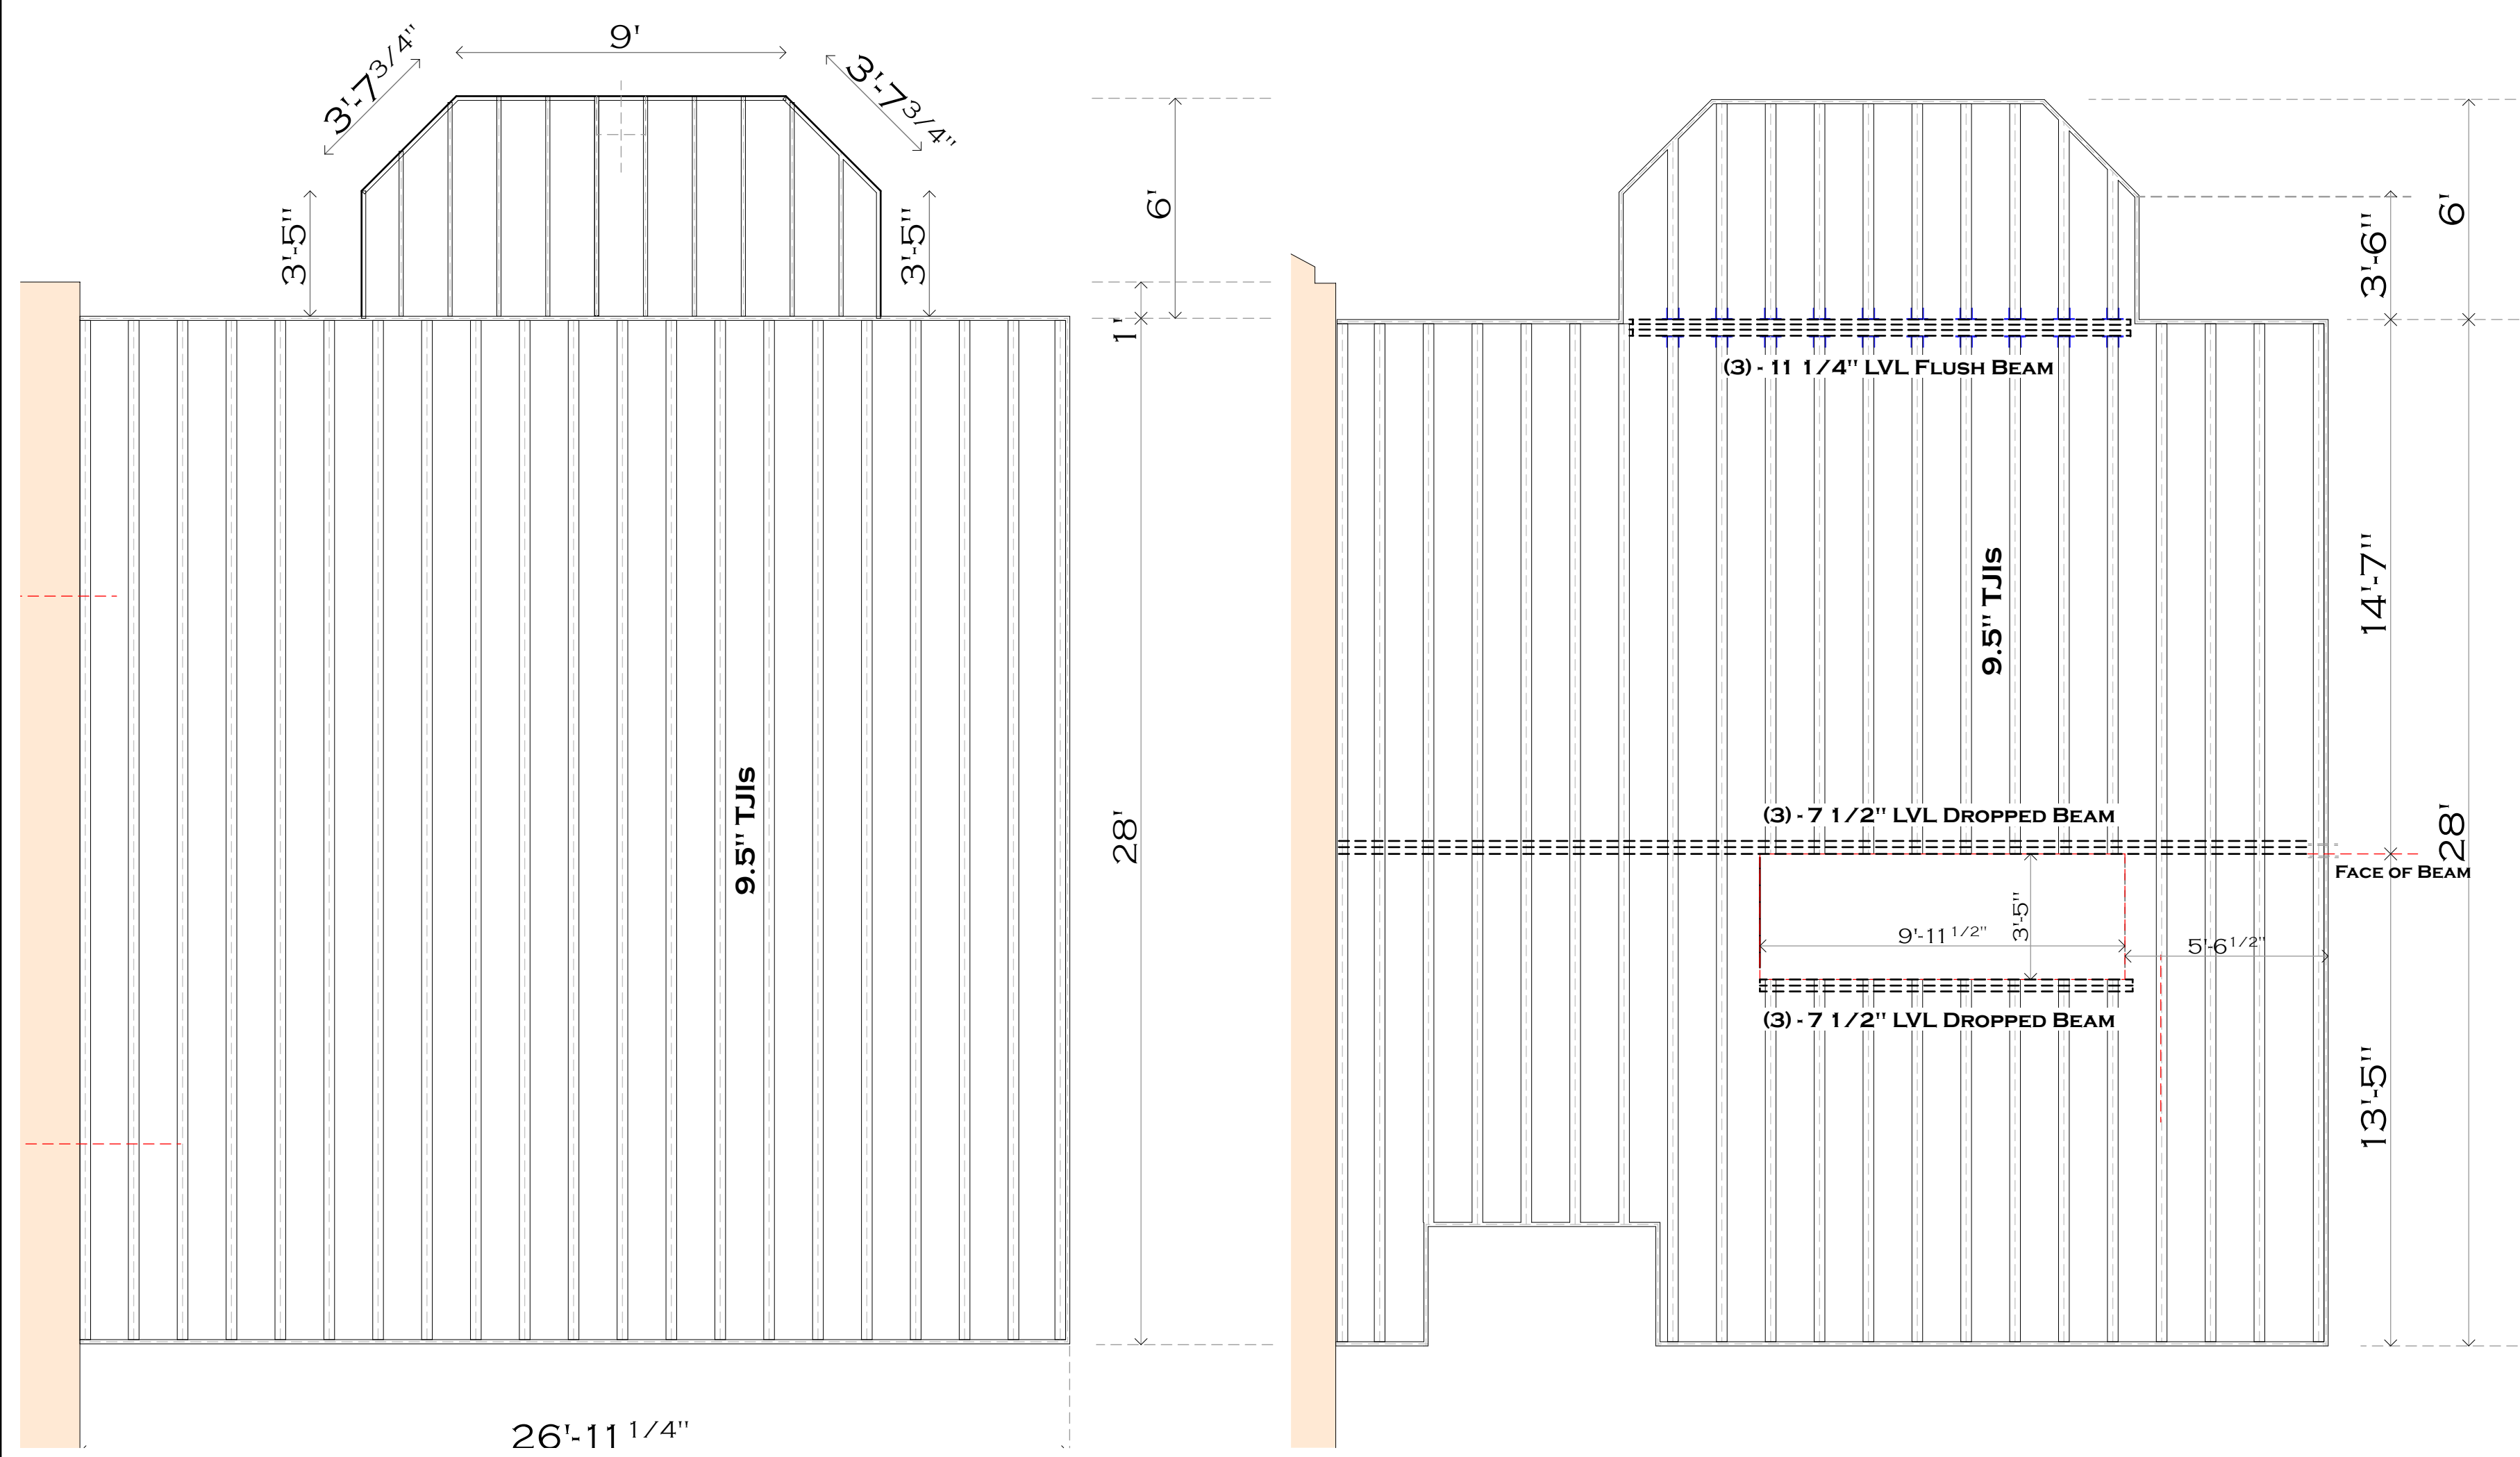 9'
3'-7 3/4"
3'-7 3/4"
3'-5"
3'-5"
6'
1'
28'
9.5" TJIs
26'-11 1/4"
6'
3'-6"
(3) - 11 1/4" LVL Flush Beam
9.5" TJIs
14'-7"
(3) - 7 1/2" LVL Dropped Beam
28'
Face of Beam
9'-11 1/2"
3'-5"
5'-6 1/2"
(3) - 7 1/2" LVL Dropped Beam
13'-5"